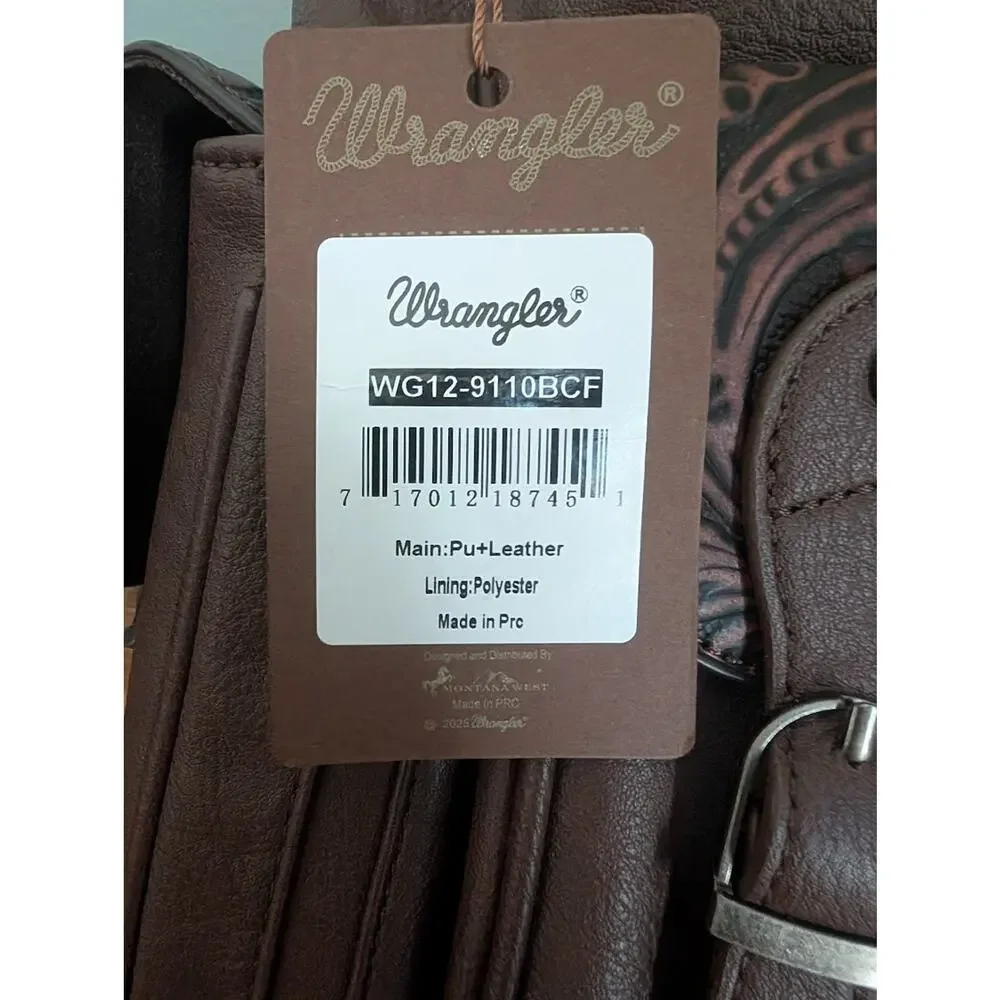 Wrangler®
Wrangler®
WG12-9110BCF
7 17012 18745 1
Main:Pu+Leather
Lining:Polyester
Made in Prc
Designed and Distributed By
MONTANA WEST
Made in PRC
© 2025 Wrangler®